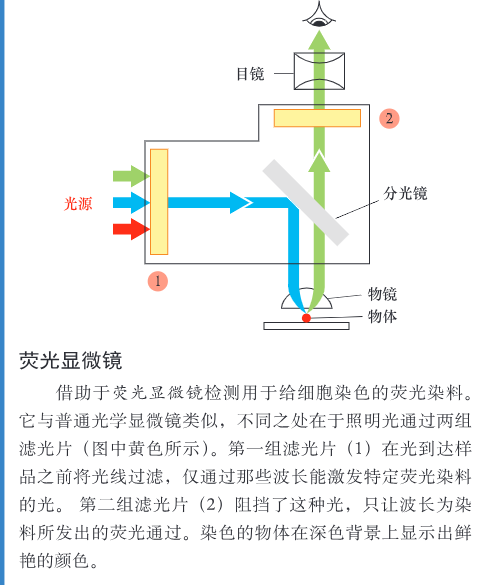 目镜
2
光源
分光镜
1
物镜
物体
荧光显微镜
借助于荧光显微镜检测用于给细胞染色的荧光染料。
它与普通光学显微镜类似，不同之处在于照明光通过两组
滤光片（图中黄色所示）。第一组滤光片（1）在光到达样
品之前将光线过滤，仅通过那些波长能激发特定荧光染料
的光。 第二组滤光片（2）阻挡了这种光，只让波长为染
料所发出的荧光通过。染色的物体在深色背景上显示出鲜
艳的颜色。